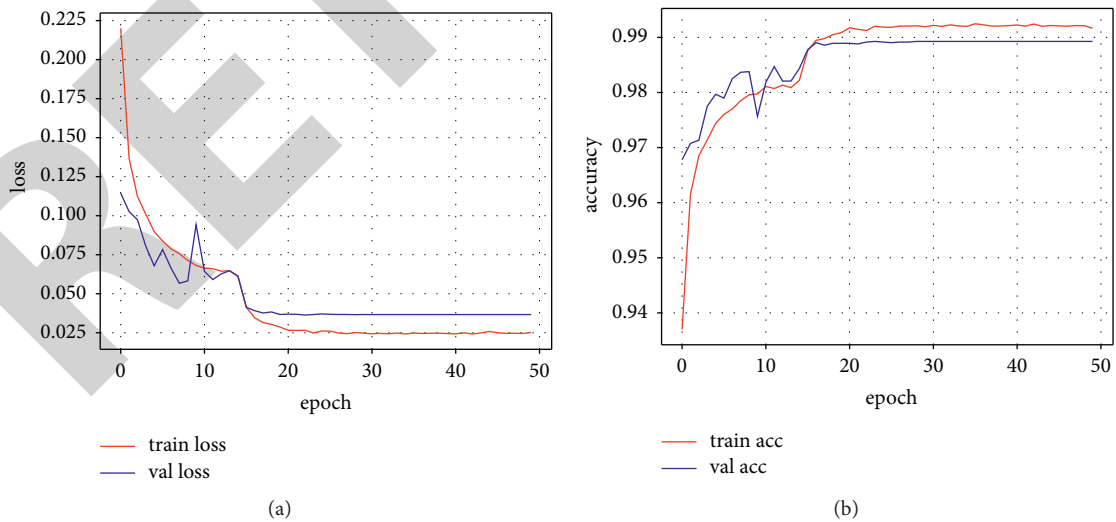 RET
0.225
0.200
0.175
0.150
0.125
0.100
0.075
0.050
0.025
loss
0 10 20 30 40 50
epoch
train loss
val loss
(a)
0.99
0.98
0.97
0.96
0.95
0.94
accuracy
0 10 20 30 40 50
epoch
train acc
val acc
(b)